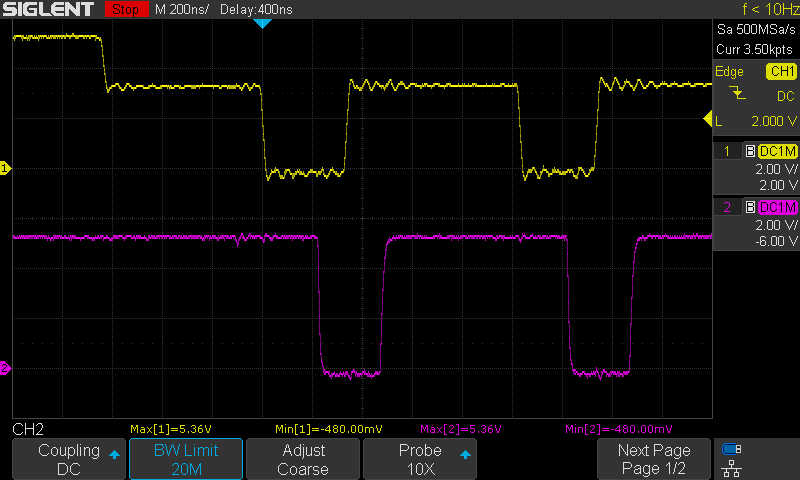 SIGLENT Stop M 200ns/ Delay:400ns f < 10Hz
Sa 500MSa/s
Curr 3.50kpts
Edge CH1
DC
L 2.000 V
1 B DC1M
2.00 V/
2.00 V
2 B DC1M
2.00 V/
-6.00 V
1
2
CH2 Max[1]=5.36V Min[1]=-480.00mV Max[2]=5.36V Min[2]=-480.00mV
Coupling BW Limit Adjust Probe Next Page
DC 20M Coarse 10X Page 1/2